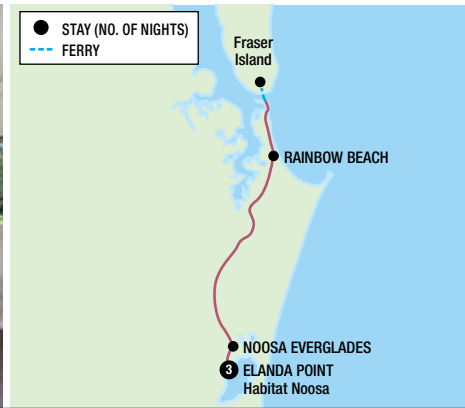 STAY (NO. OF NIGHTS)
FERRY
Fraser
Island
RAINBOW BEACH
NOOSA EVERGLADES
3 ELANDA POINT
Habitat Noosa